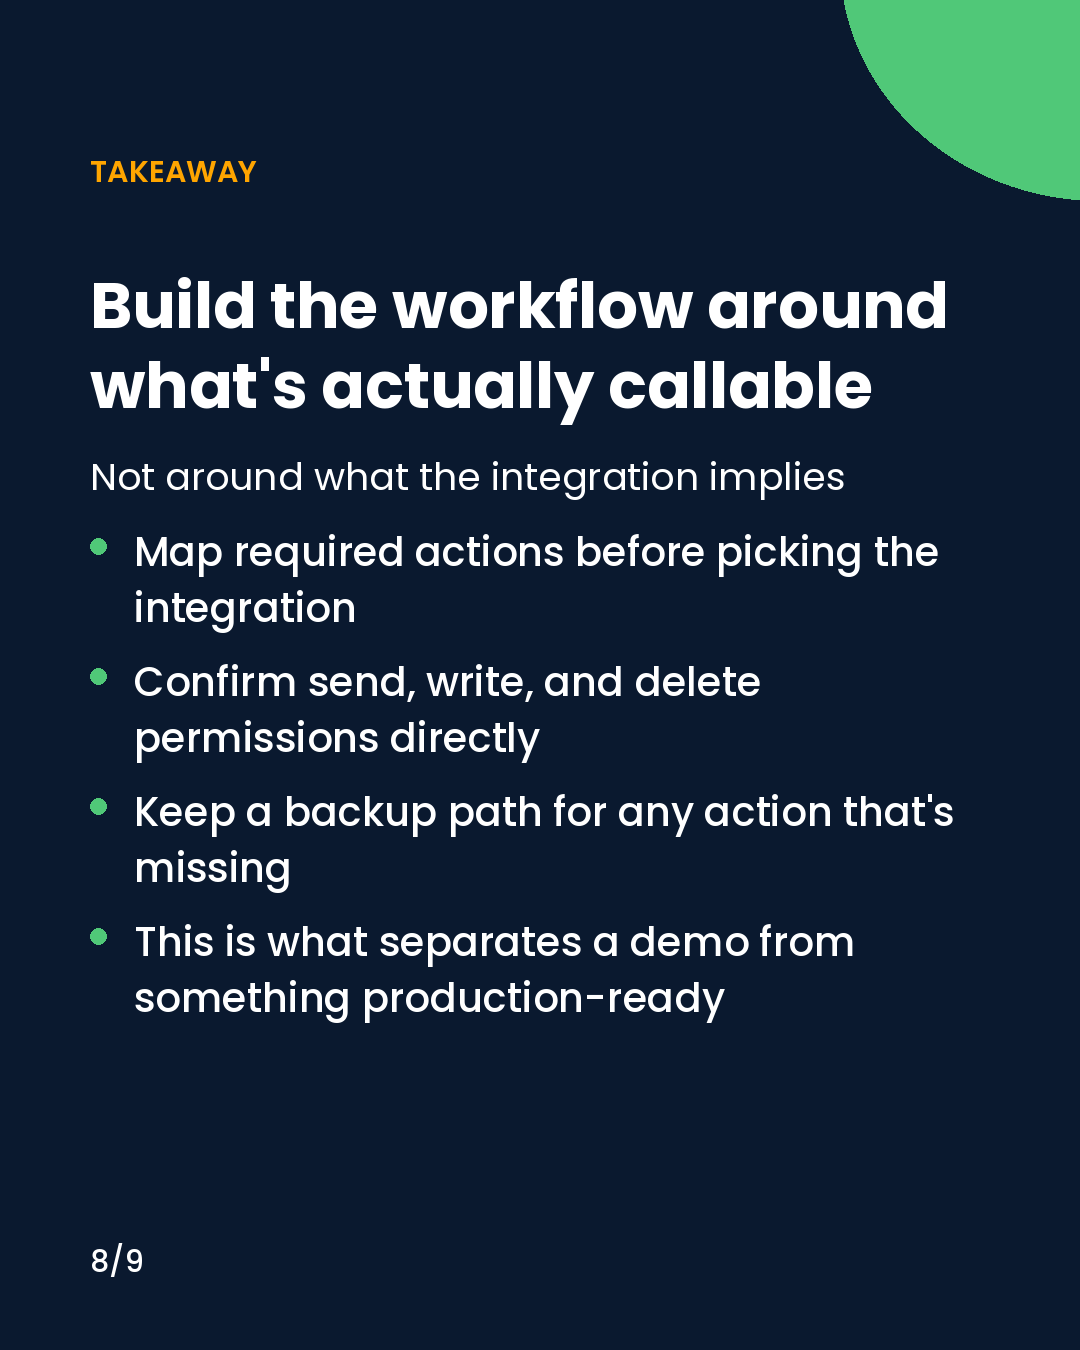 TAKEAWAY
Build the workflow around
what's actually callable
Not around what the integration implies
Map required actions before picking the
integration
Confirm send, write, and delete
permissions directly
Keep a backup path for any action that's
missing
This is what separates a demo from
something production-ready
8/9